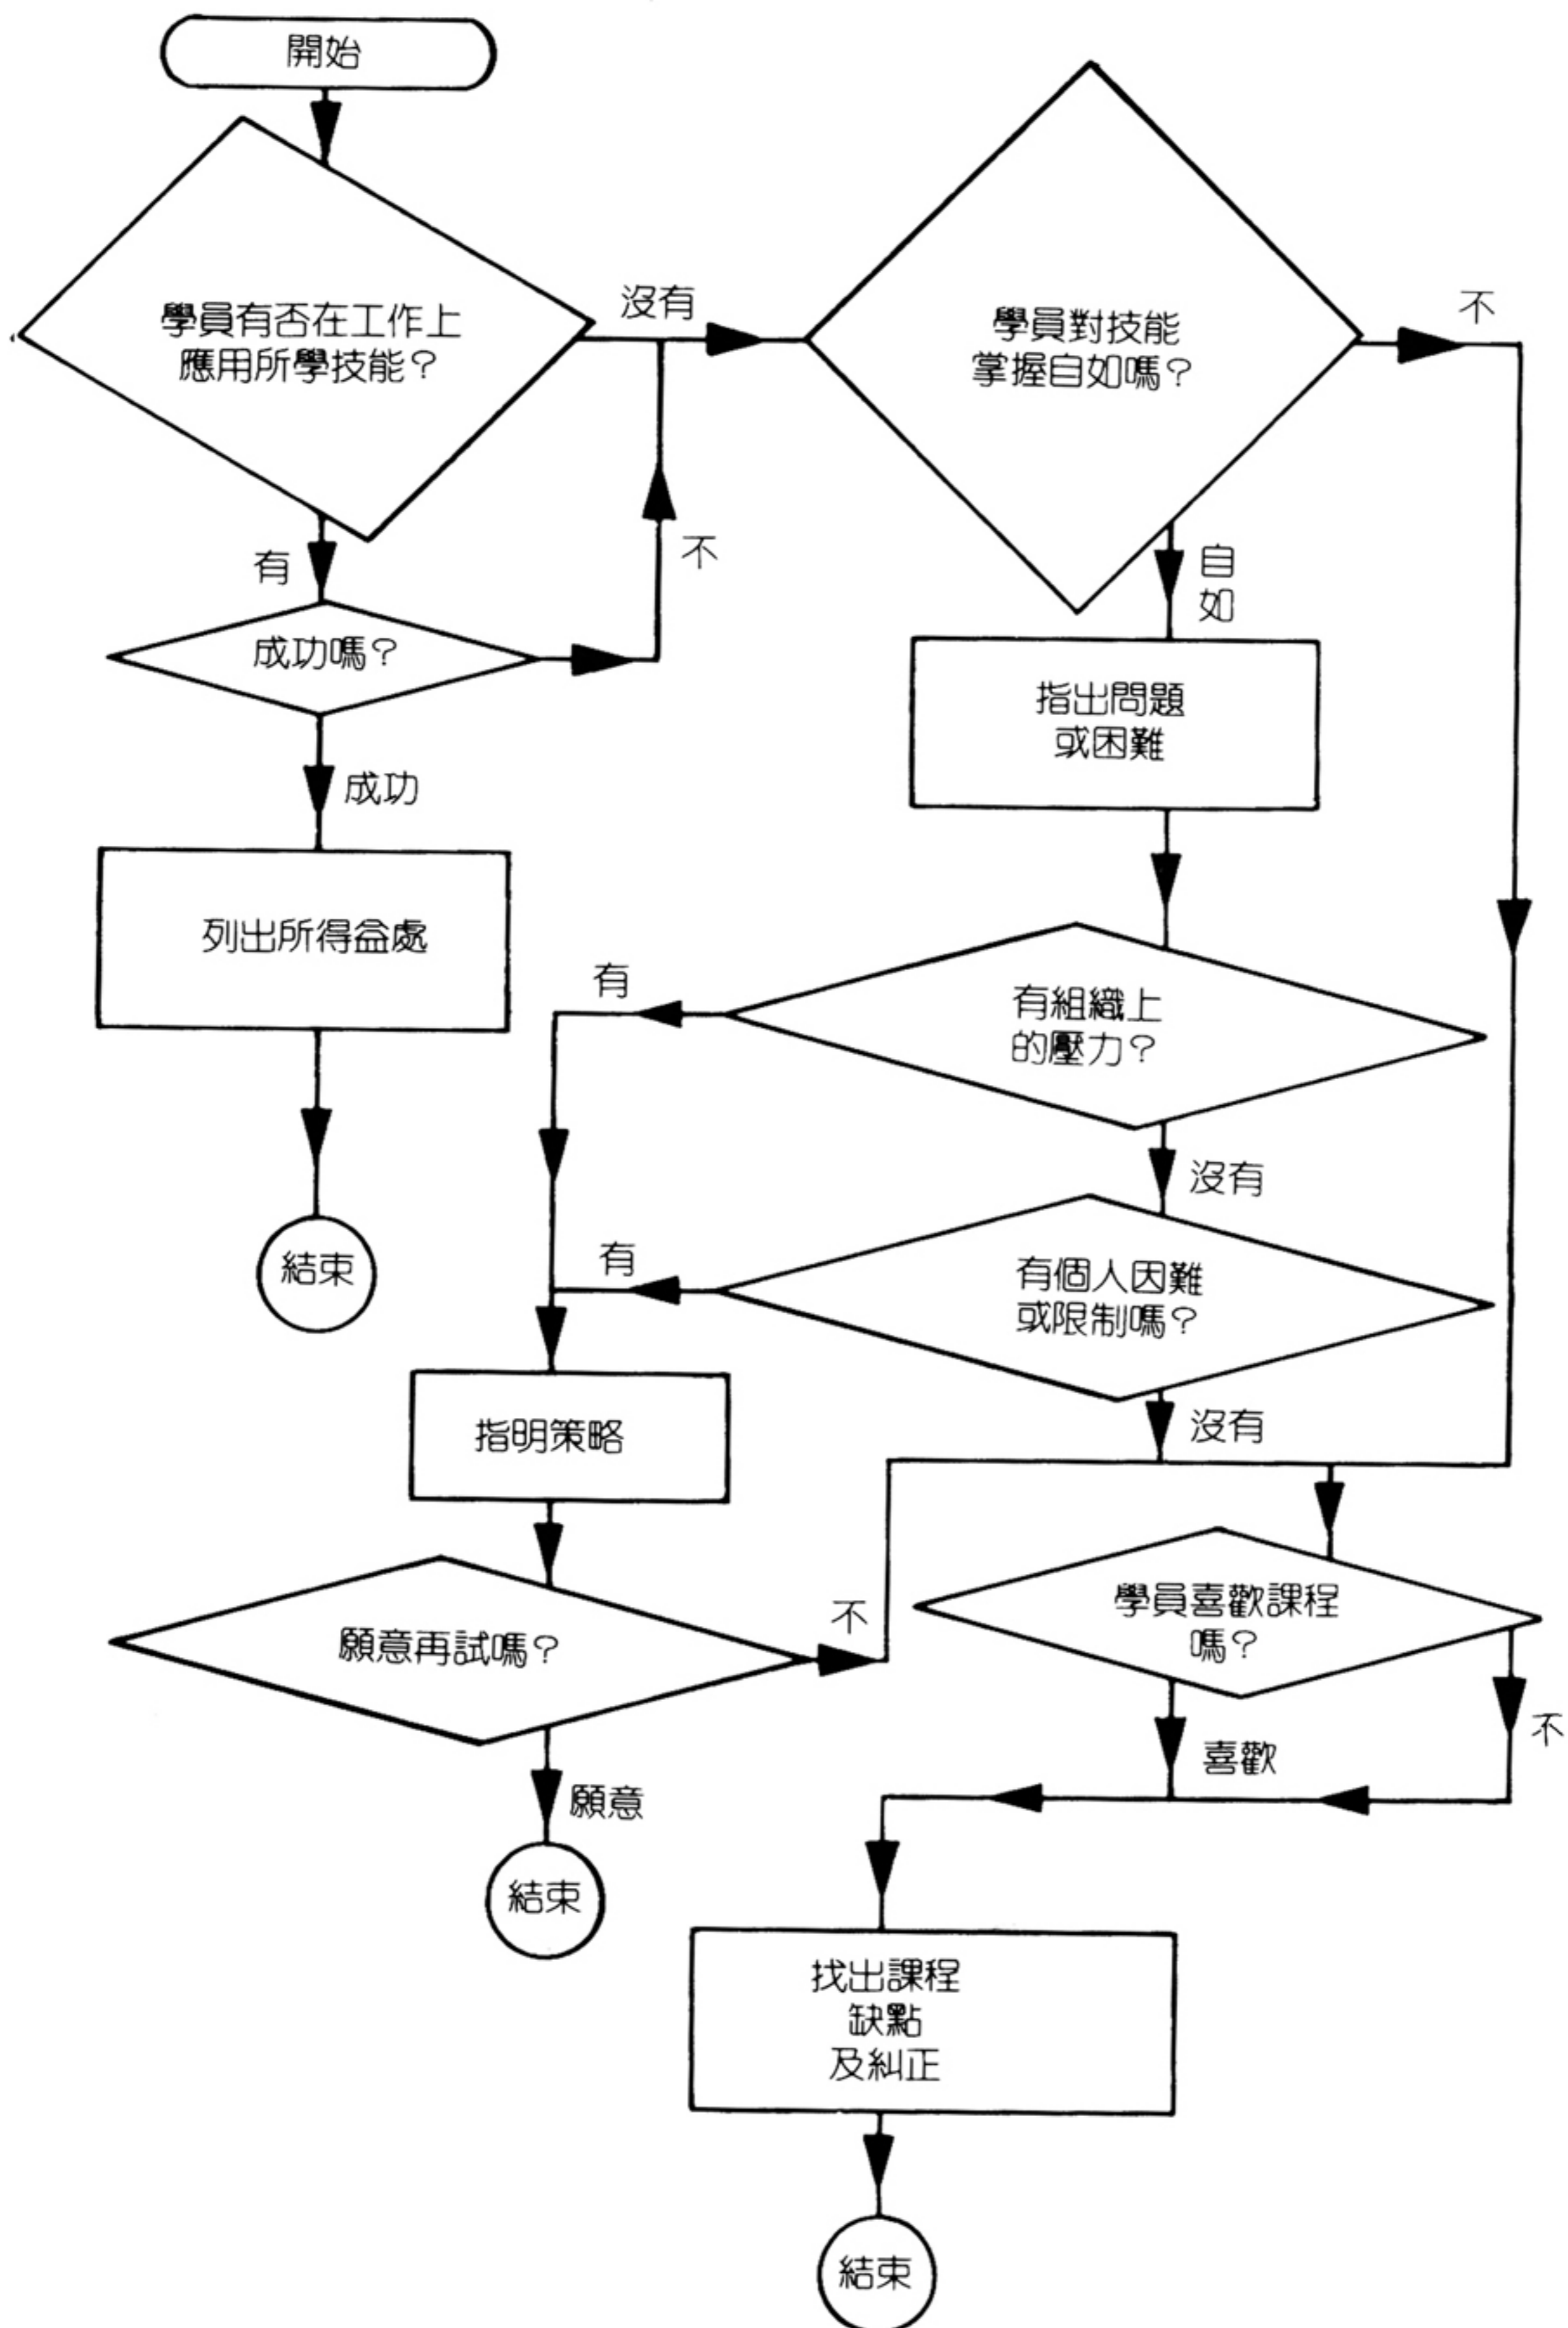 開始
學員有否在工作上
應用所學技能？
沒有
學員對技能
掌握自如嗎？
不
有
不
自
如
成功嗎？
成功
指出問題
或困難
列出所得益處
有
有組織上
的壓力？
沒有
結束
有
有個人因難
或限制嗎？
沒有
指明策略
願意再試嗎？
不
學員喜歡課程
嗎？
喜歡
不
願意
結束
找出課程
缺點
及糾正
結束